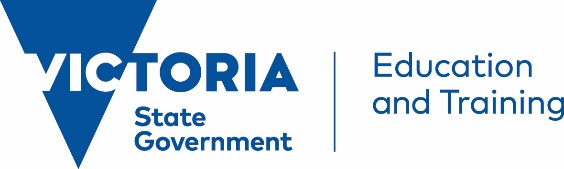 VICTORIA
State
Government
Education
and Training